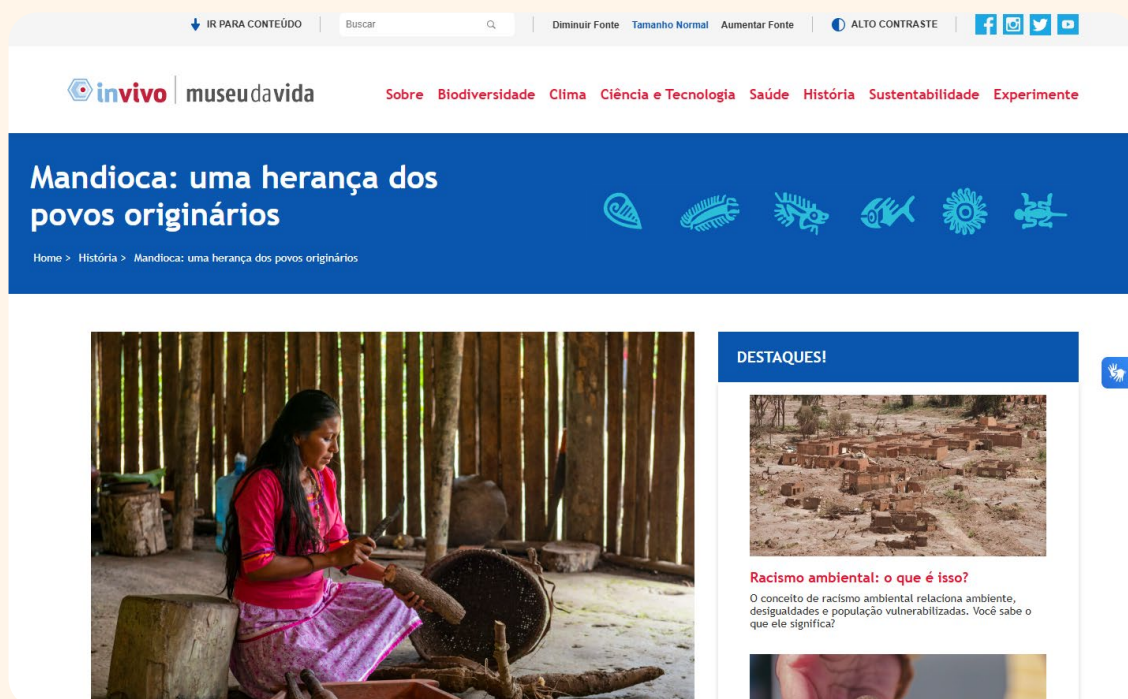 IR PARA CONTEÚDO
Buscar
Diminuir Fonte Tamanho Normal Aumentar Fonte
ALTO CONTRASTE
invivo museudavida
Sobre Biodiversidade Clima Ciência e Tecnologia Saúde História Sustentabilidade Experimente
Mandioca: uma herança dos
povos originários
Home > História > Mandioca: uma herança dos povos originários
DESTAQUES!
Racismo ambiental: o que é isso?
O conceito de racismo ambiental relaciona ambiente,
desigualdades e população vulnerabilizadas. Você sabe o
que ele significa?